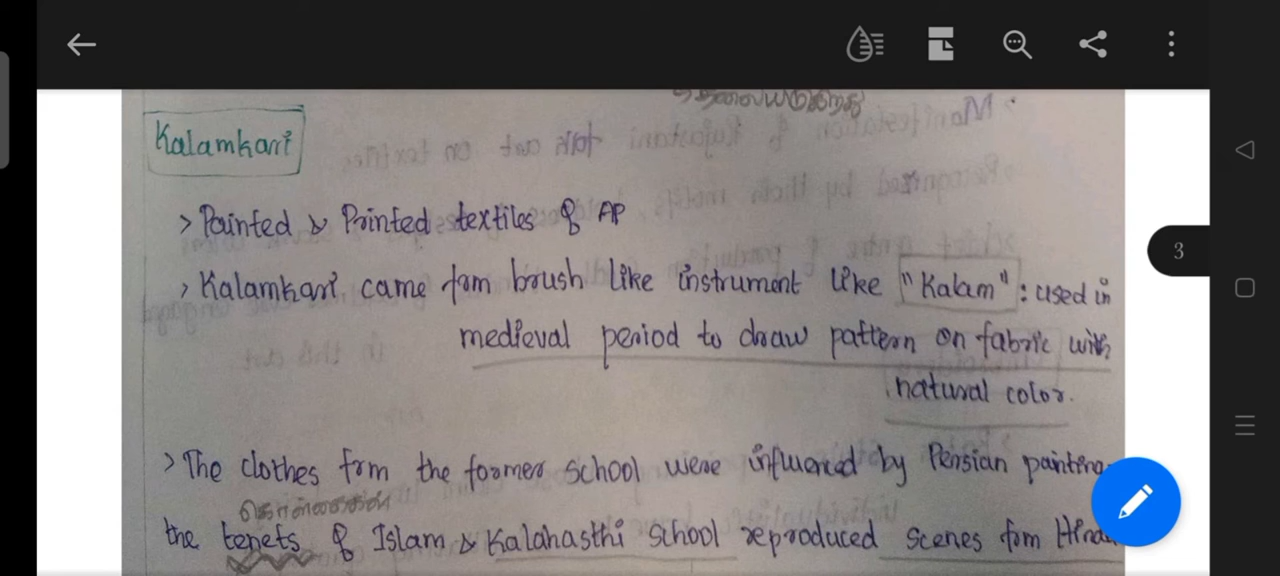 Kalamkari
> Painted & Printed textiles of AP
> Kalamkari came from brush like instrument like "Kalam" : used in
medieval period to draw pattern on fabric with
natural color.
> The clothes from the former school were influenced by Persian painting
the tenets of Islam & Kalahasthi school reproduced scenes from
3